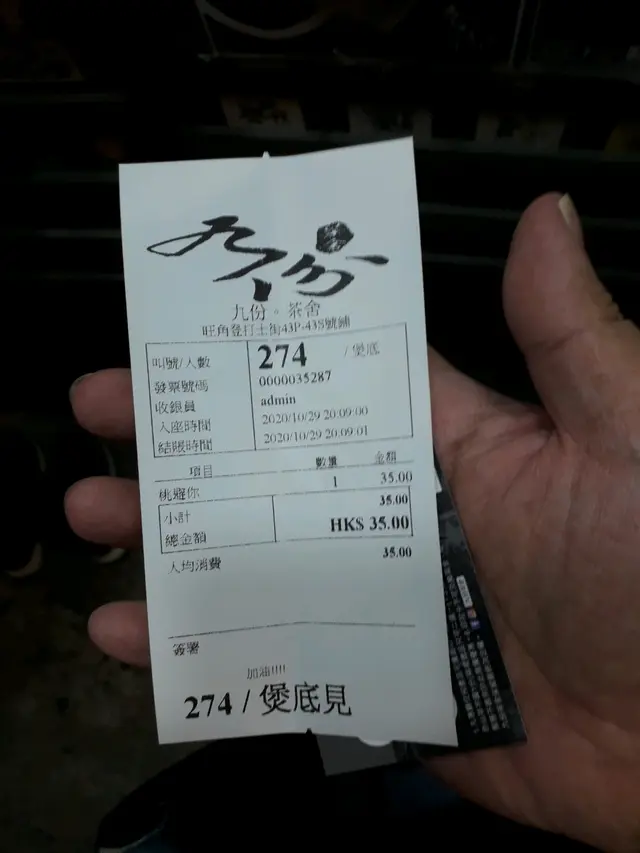 九份
九份。茶舍
旺角登打士街43P-43S號鋪
叫號/人數 274 /煲底
發票號碼 0000035287
收銀員 admin
入座時間 2020/10/29 20:09:00
結賬時間 2020/10/29 20:09:01
項目 數量 金額
桃避你 1 35.00
小計 35.00
總金額 HK$ 35.00
人均消費 35.00
簽署
加油!!!!
274 / 煲底見